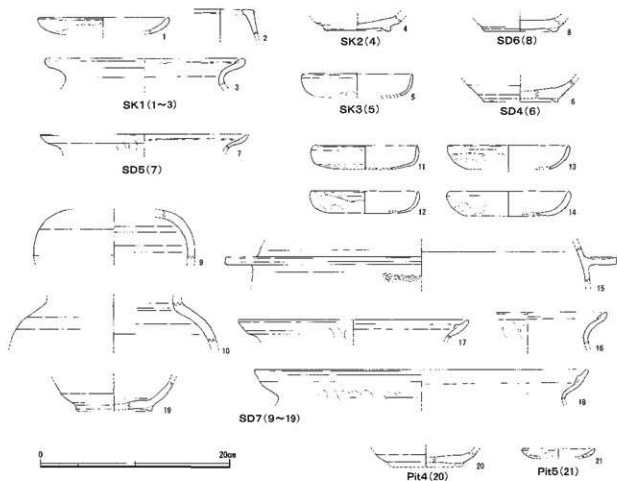 1
2
3
SK1(1~3)
4
SK2(4)
8
SD6(8)
5
SK3(5)
6
SD4(6)
7
SD5(7)
11
13
12
14
9
15
10
17
16
19
18
SD7(9~19)
0
20cm
20
Pit4(20)
21
Pit5(21)